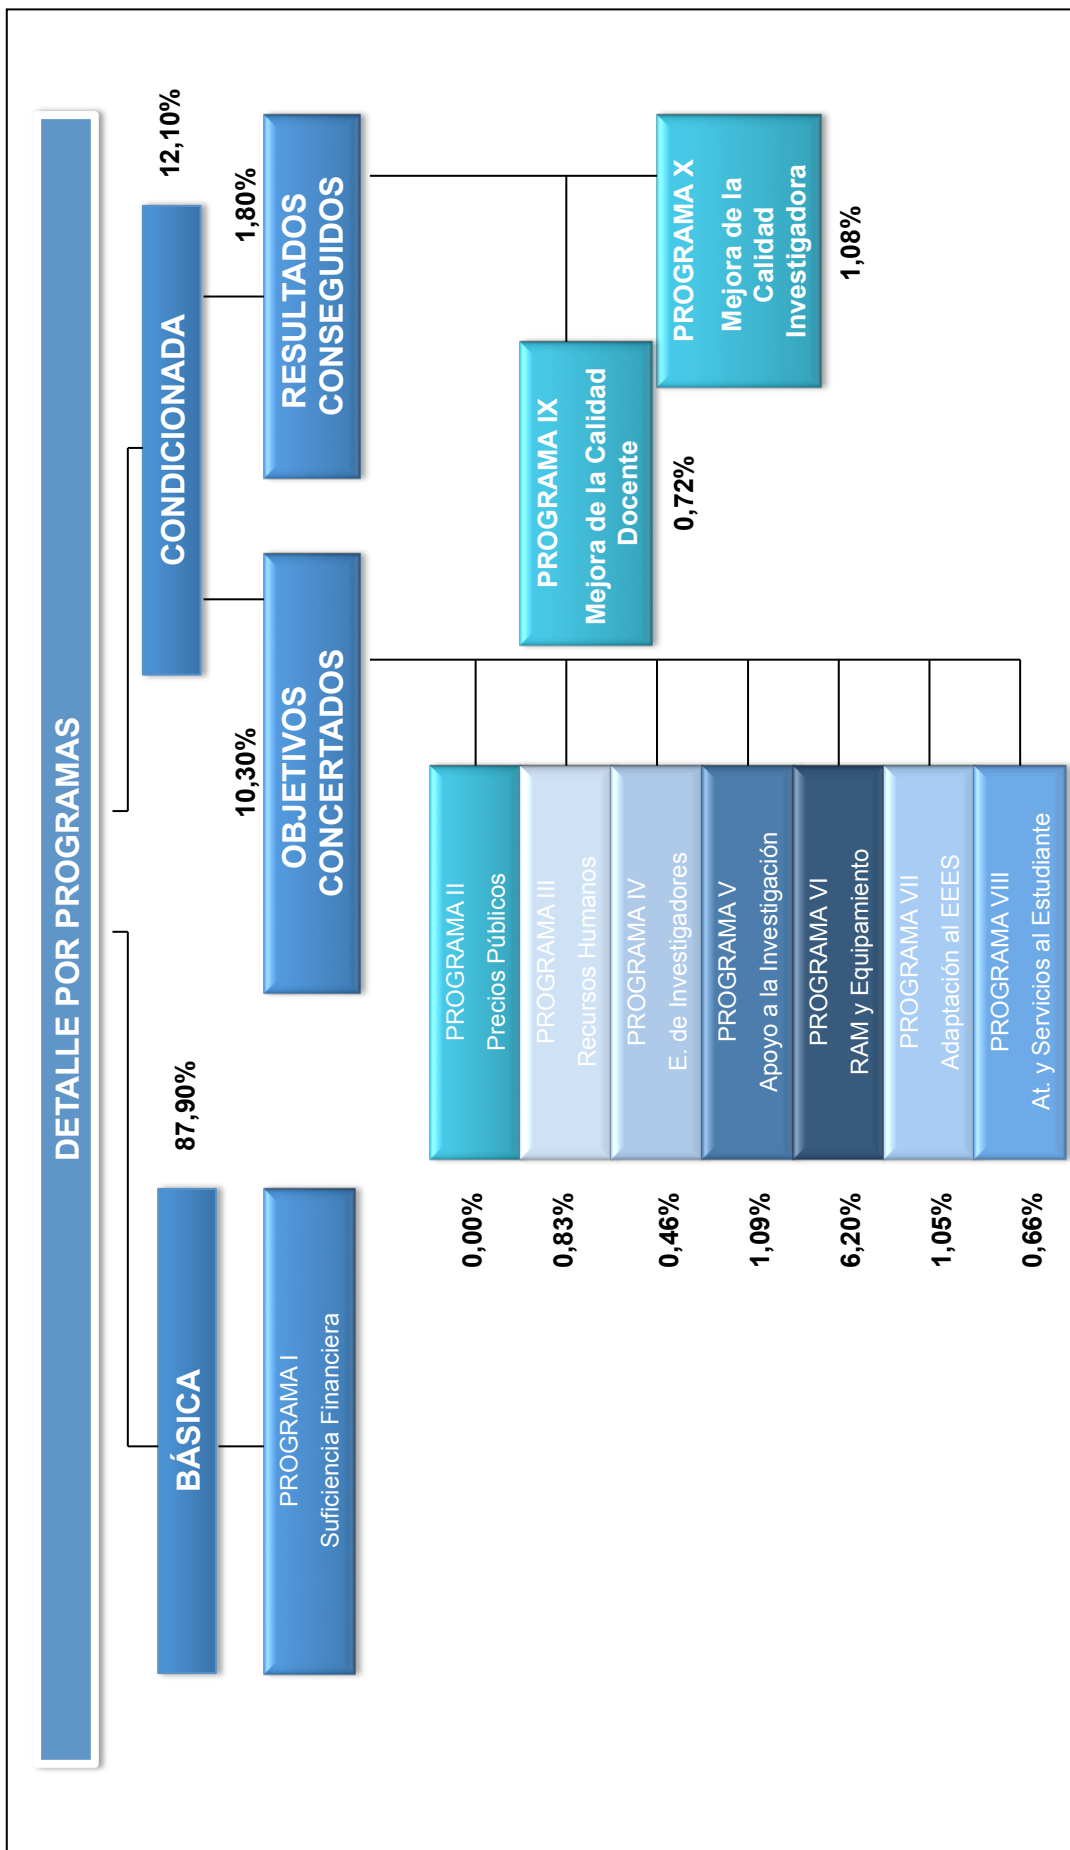 DETALLE POR PROGRAMAS
BÁSICA
87,90%
CONDICIONADA
12,10%
PROGRAMA I
Suficiencia Financiera
10,30%
OBJETIVOS
CONCERTADOS
1,80%
RESULTADOS
CONSEGUIDOS
0,00%
PROGRAMA II
Precios Públicos
0,83%
PROGRAMA III
Recursos Humanos
0,46%
PROGRAMA IV
E. de Investigadores
1,09%
PROGRAMA V
Apoyo a la Investigación
6,20%
PROGRAMA VI
RAM y Equipamiento
1,05%
PROGRAMA VII
Adaptación al EEES
0,66%
PROGRAMA VIII
At. y Servicios al Estudiante
PROGRAMA IX
Mejora de la Calidad
Docente
0,72%
PROGRAMA X
Mejora de la
Calidad
Investigadora
1,08%